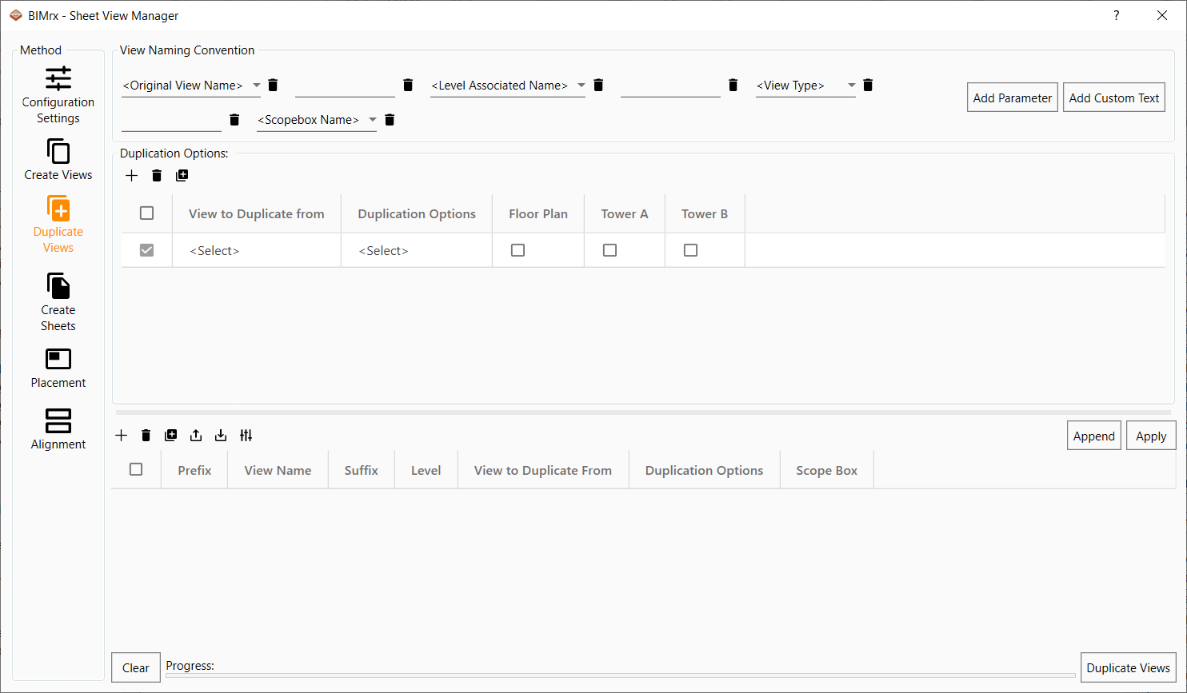 BIMrx - Sheet View Manager
?
Method
Configuration
Settings
Create Views
Duplicate
Views
Create
Sheets
Placement
Alignment
View Naming Convention
<Original View Name> <Level Associated Name> <View Type>
Add Parameter Add Custom Text
<Scopebox Name>
Duplication Options:
View to Duplicate from Duplication Options Floor Plan Tower A Tower B
<Select> <Select>
Append Apply
Prefix View Name Suffix Level View to Duplicate From Duplication Options Scope Box
Clear Progress: Duplicate Views